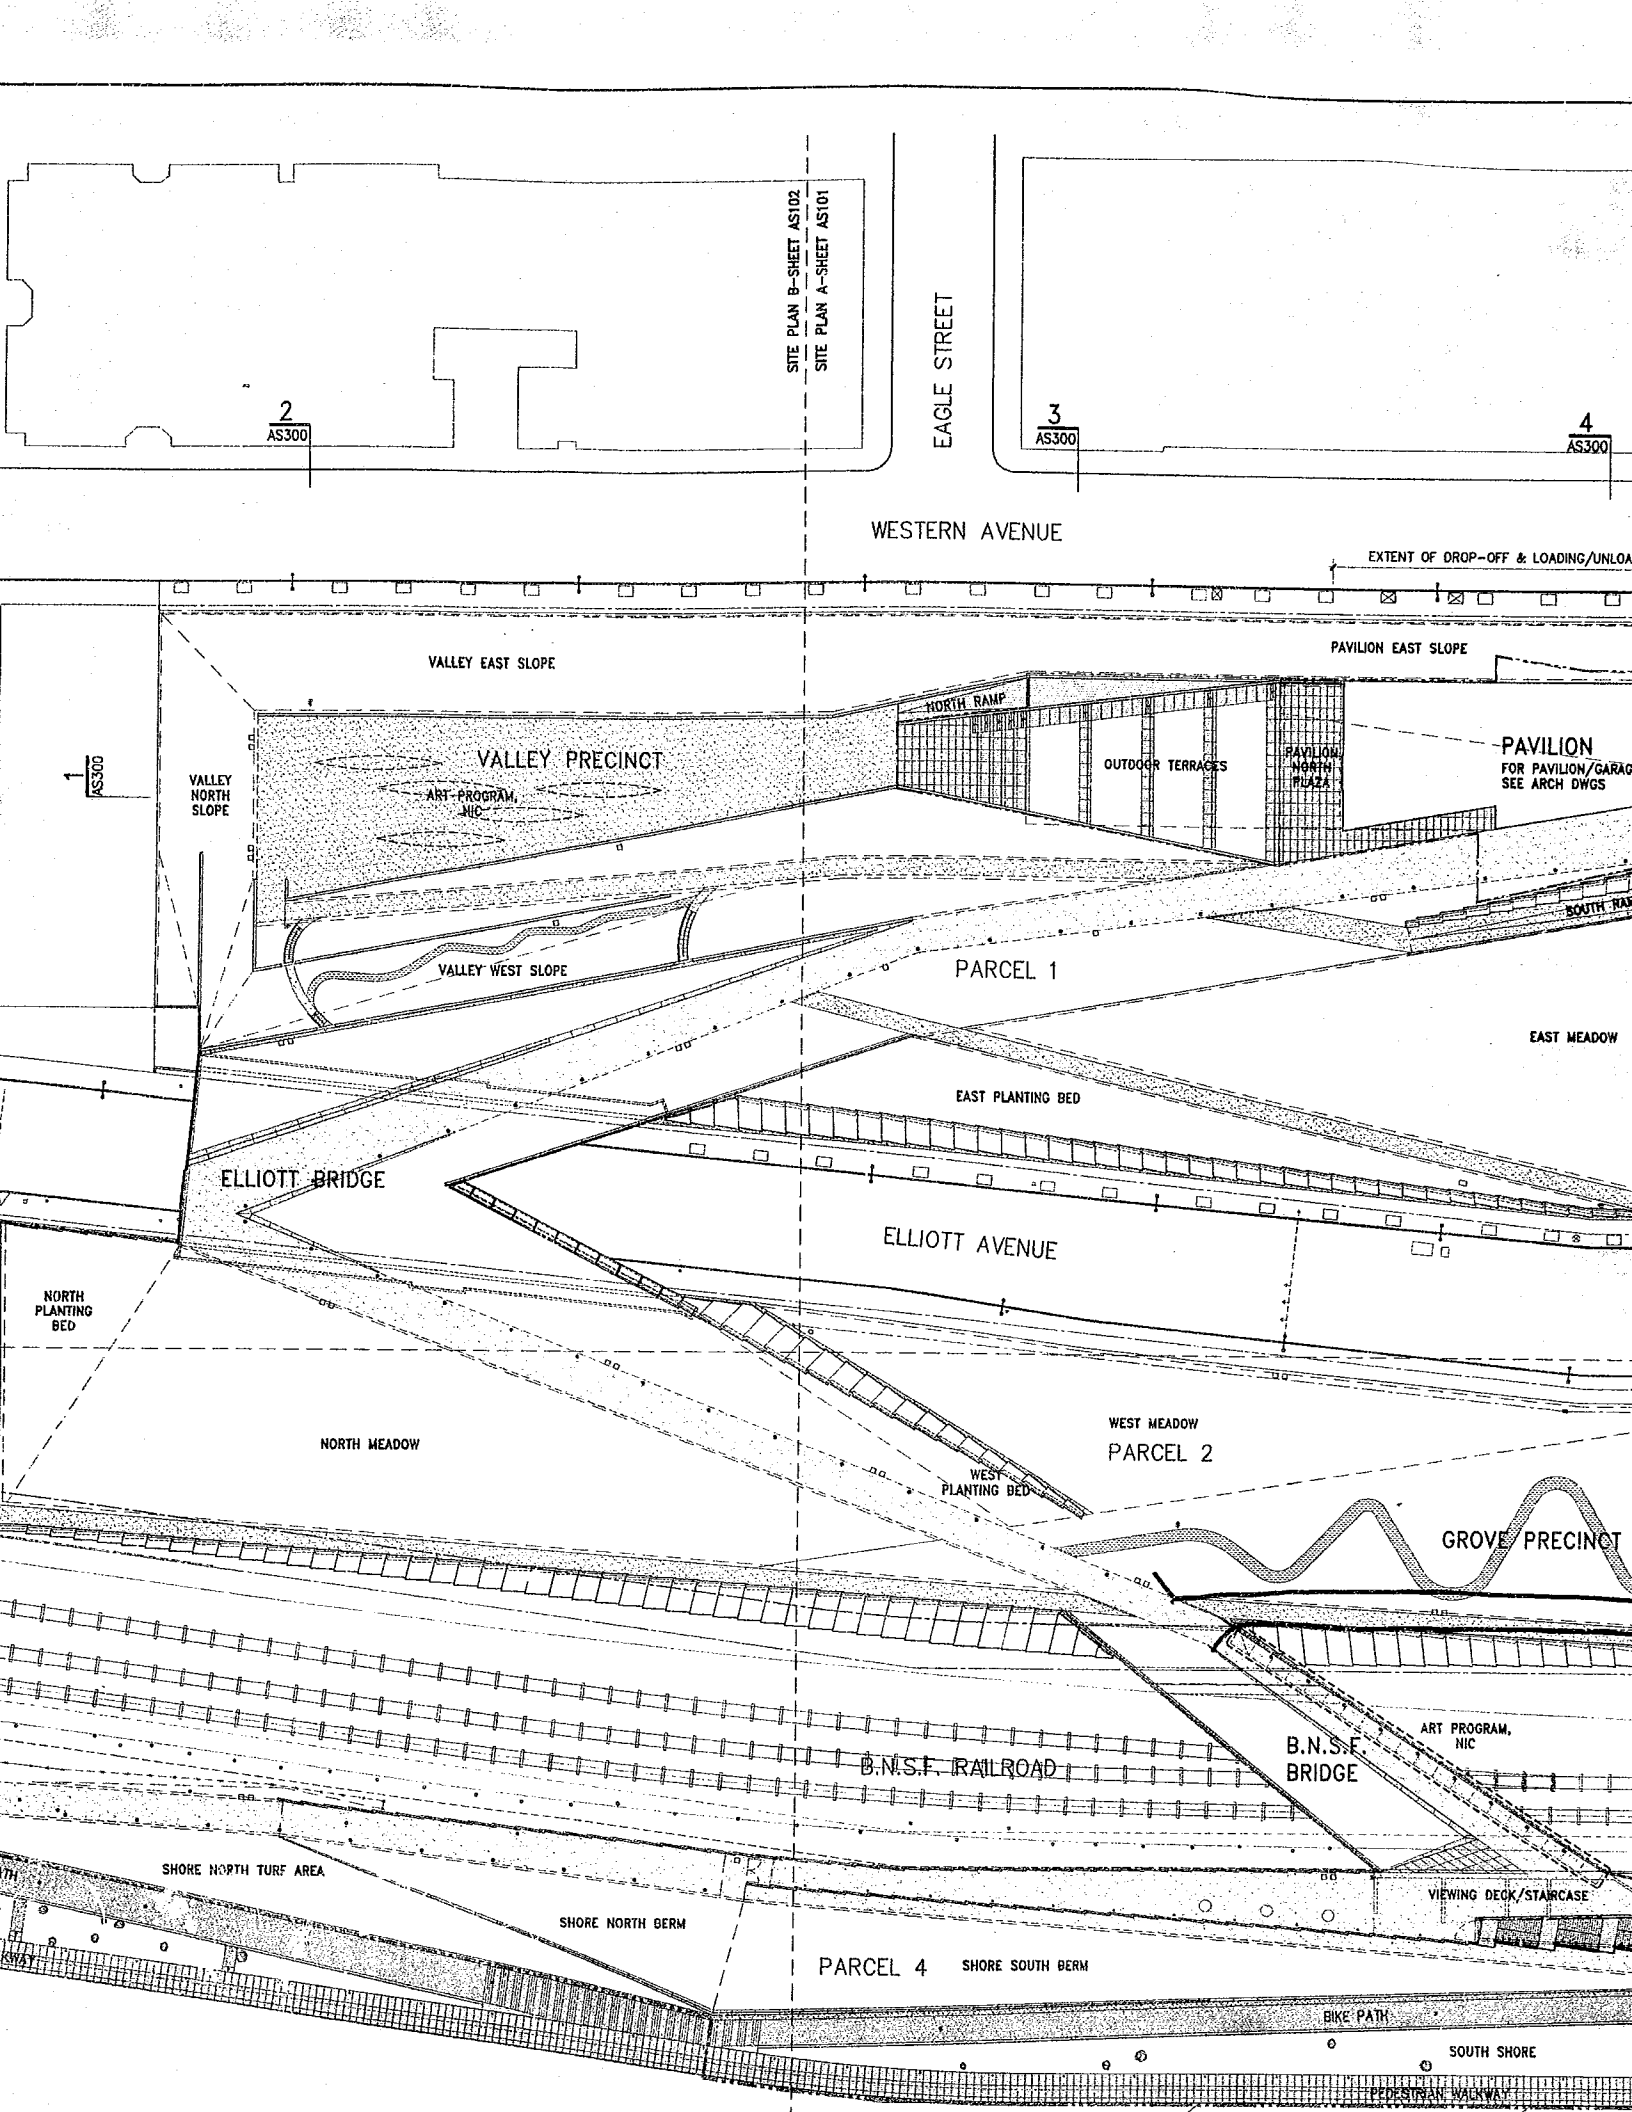 SITE PLAN B-SHEET AS102
SITE PLAN A-SHEET AS101
EAGLE STREET
2
AS300
3
AS300
4
AS300
WESTERN AVENUE
EXTENT OF DROP-OFF & LOADING/UNLOA
VALLEY EAST SLOPE
PAVILION EAST SLOPE
NORTH RAMP
VALLEY PRECINCT
ART PROGRAM,
NIC
OUTDOOR TERRACES
PAVILION
NORTH
PLAZA
PAVILION
FOR PAVILION/GARAG
SEE ARCH DWGS
1
AS300
VALLEY
NORTH
SLOPE
SOUTH RAM
VALLEY WEST SLOPE
PARCEL 1
EAST MEADOW
EAST PLANTING BED
ELLIOTT BRIDGE
ELLIOTT AVENUE
NORTH
PLANTING
BED
WEST MEADOW
PARCEL 2
NORTH MEADOW
WEST
PLANTING BED
GROVE PRECINCT
ART PROGRAM,
NIC
B.N.S.F.
BRIDGE
B.N.S.F. RAILROAD
SHORE NORTH TURF AREA
VIEWING DECK/STAIRCASE
SHORE NORTH BERM
PARCEL 4
SHORE SOUTH BERM
BIKE PATH
SOUTH SHORE
PEDESTRIAN WALKWAY